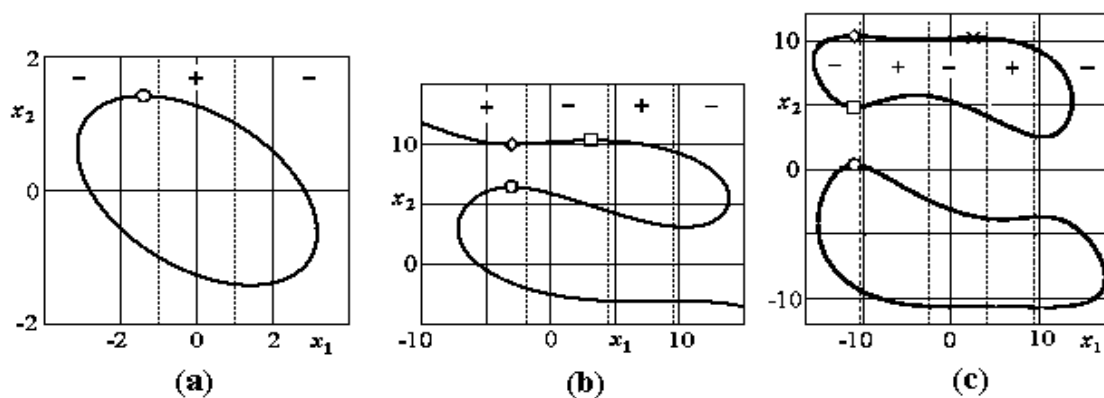 2
x2
0
-2
- + -
-2 0 2 x1
(a)
10
x2
0
+ - + -
-10 0 x1 10
(b)
10
x2
0
-10
- + - + -
-10 0 10 x1
(c)